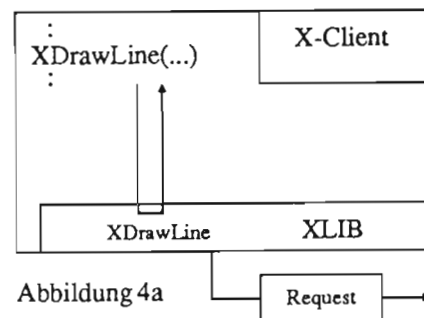 :
X-Client
XDrawLine(...)
:
XDrawLine
XLIB
Abbildung 4a
Request